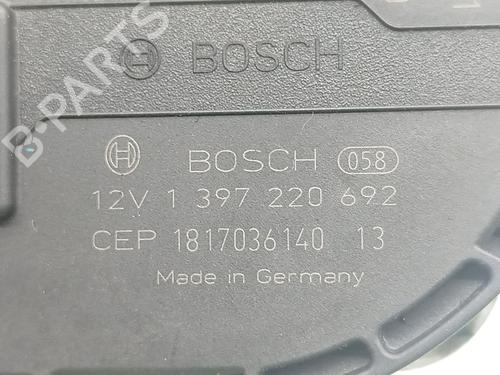 BOSCH
B-PARTS
BOSCH 058
12V 1 397 220 692
CEP 1817036140 13
Made in Germany